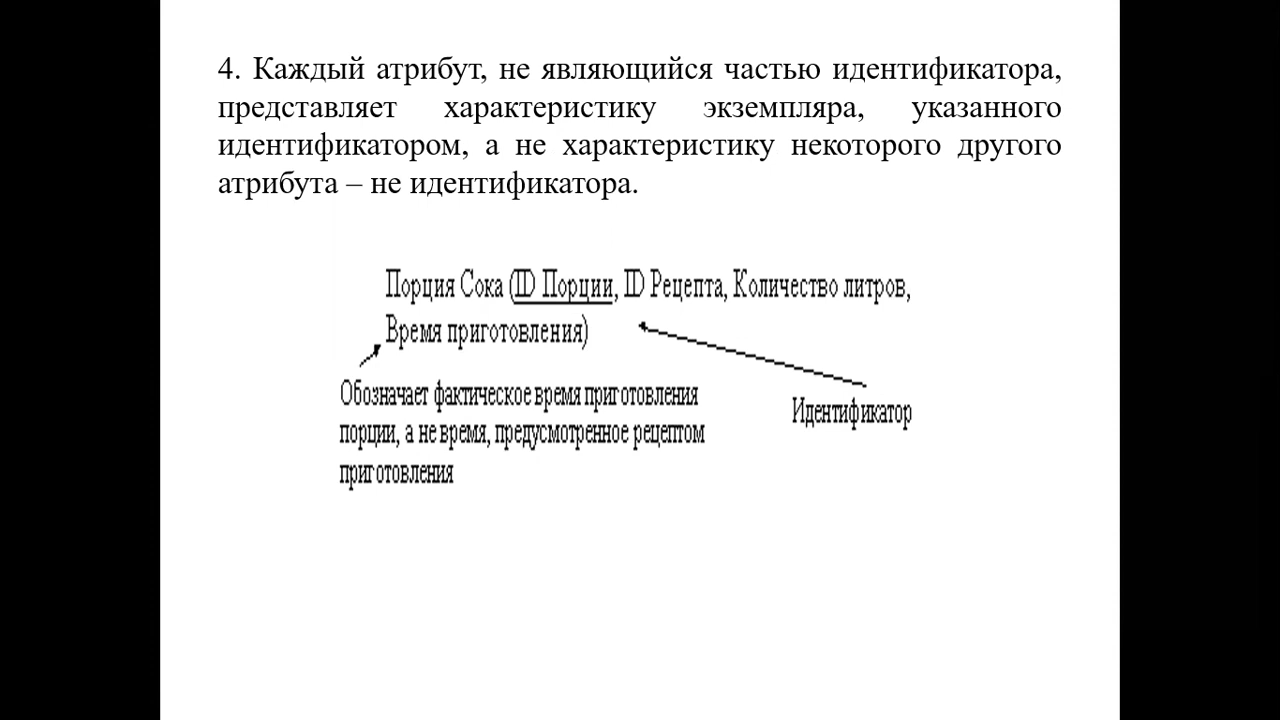 4. Каждый атрибут, не являющийся частью идентификатора,
представляет характеристику экземпляра, указанного
идентификатором, а не характеристику некоторого другого
атрибута – не идентификатора.
Порция Сока (ID Порции, ID Рецепта, Количество литров,
Время приготовления)
Обозначает фактическое время приготовления
порции, а не время, предусмотренное рецептом
приготовления
Идентификатор